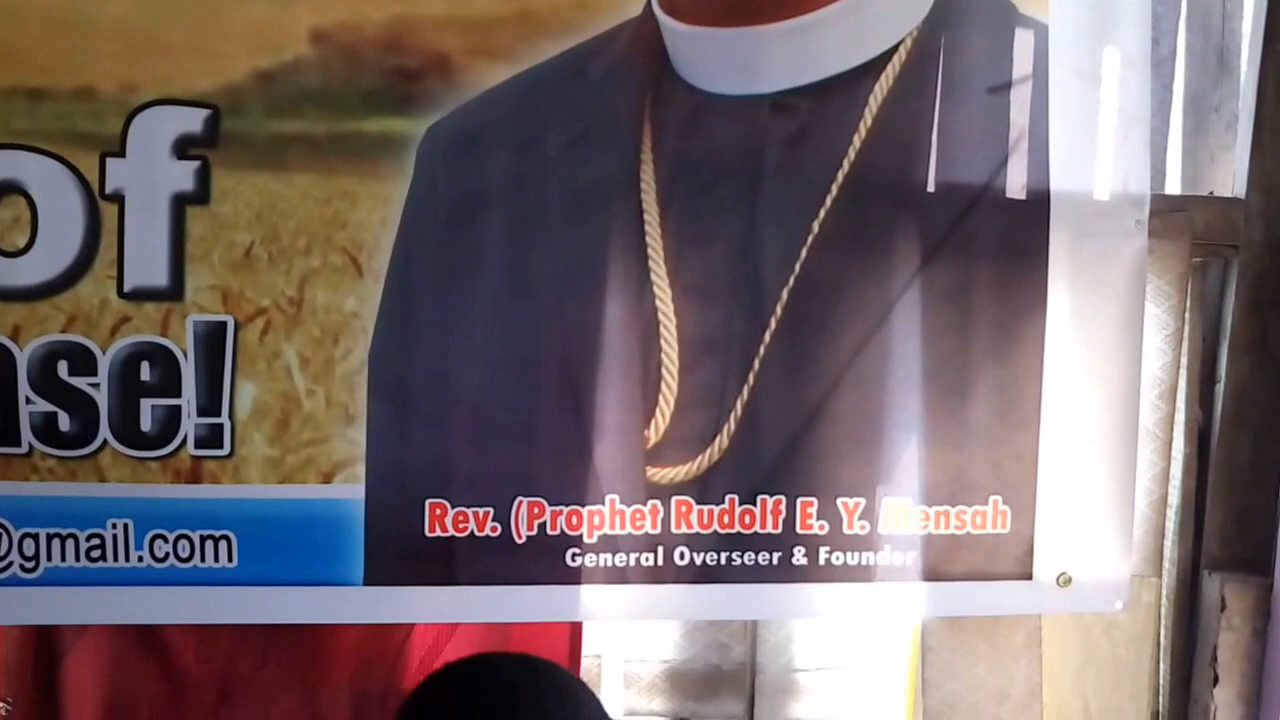 of
ase!
@gmail.com
Rev. (Prophet Rudolf E. Y. Mensah
General Overseer & Founder